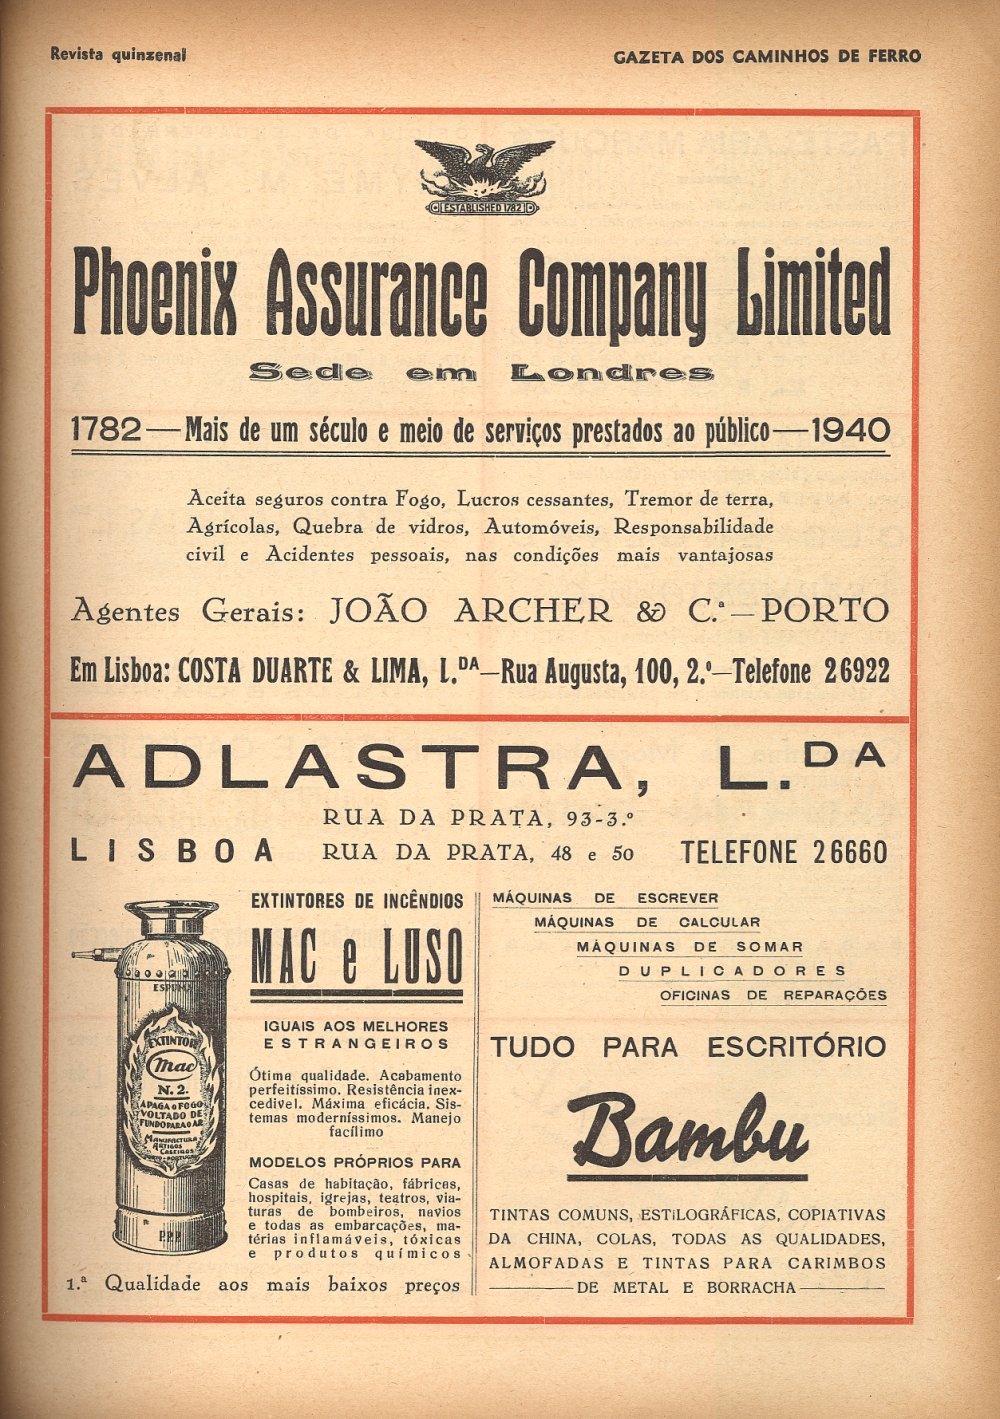 Revista quinzenal
GAZETA DOS CAMINHOS DE FERRO
ESTABLISHED 1782
Phoenix Assurance Company Limited
Sede em Londres
1782—Mais de um século e meio de serviços prestados ao público—1940
Aceita seguros contra Fogo, Lucros cessantes, Tremor de terra,
Agrícolas, Quebra de vidros, Automóveis, Responsabilidade
civil e Acidentes pessoais, nas condições mais vantajosas
Agentes Gerais: JOÃO ARCHER & C.ª—PORTO
Em Lisboa: COSTA DUARTE & LIMA, L.DA—Rua Augusta, 100, 2.º—Telefone 26922
ADLASTRA, L.DA
RUA DA PRATA, 93-3.º
LISBOA RUA DA PRATA, 48 e 50 TELEFONE 26660
EXTINTORES DE INCÊNDIOS
MAC e LUSO
IGUAIS AOS MELHORES
ESTRANGEIROS
Ótima qualidade. Acabamento
perfeitíssimo. Resistência inex-
cedivel. Máxima eficácia. Sis-
temas moderníssimos. Manejo
facílimo
MODELOS PRÓPRIOS PARA
Casas de habitação, fábricas,
hospitais, igrejas, teatros, via-
turas de bombeiros, navios
e todas as embarcações, ma-
térias inflamáveis, tóxicas
e produtos químicos
ESPUMA
EXTINTOR
Mac
N. 2.
APAGA O FOGO
VOLTADO DE
FUNDO PARA O AR
MANUFACTURA
ARTIGOS
CASEIROS
PORTO-PORTUGAL
1.ª Qualidade aos mais baixos preços
MÁQUINAS DE ESCREVER
MÁQUINAS DE CALCULAR
MÁQUINAS DE SOMAR
DUPLICADORES
OFICINAS DE REPARAÇÕES
TUDO PARA ESCRITÓRIO
Bambu
TINTAS COMUNS, ESTILOGRÁFICAS, COPIATIVAS
DA CHINA, COLAS, TODAS AS QUALIDADES,
ALMOFADAS E TINTAS PARA CARIMBOS
DE METAL E BORRACHA